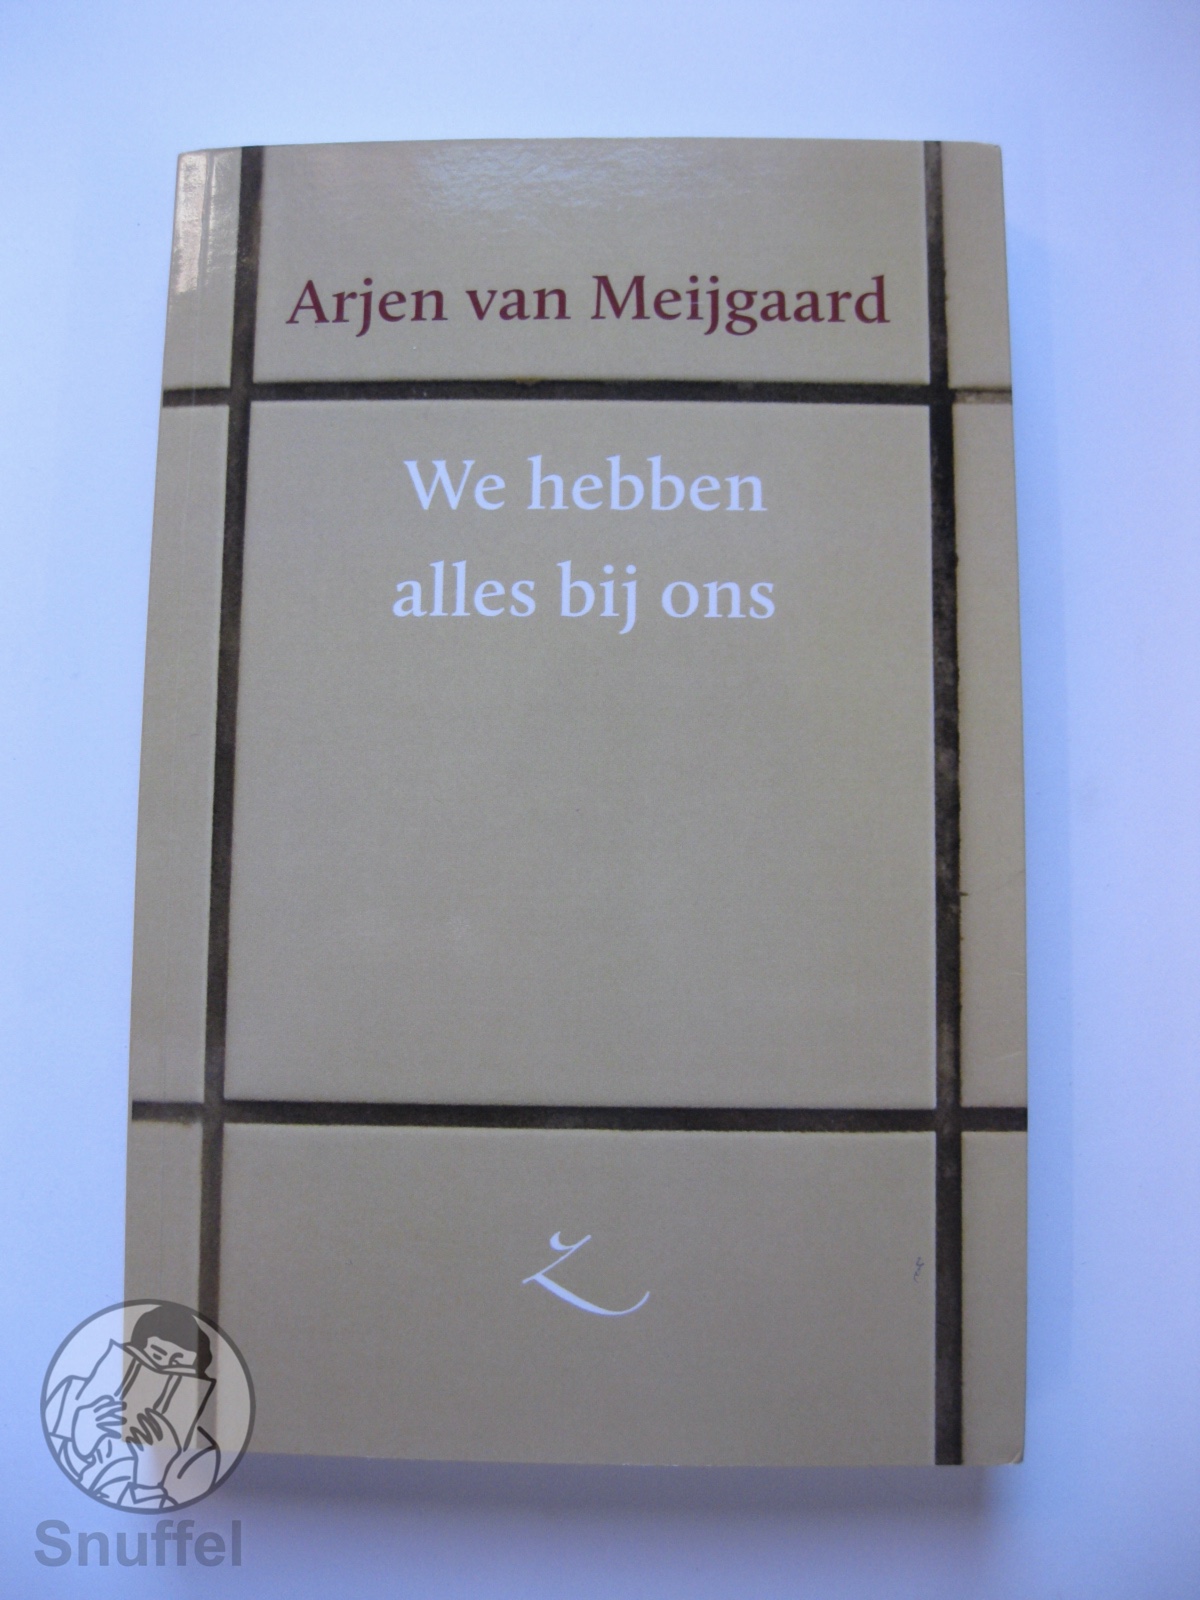 Arjen van Meijgaard
We hebben
alles bij ons
Z
Snuffel